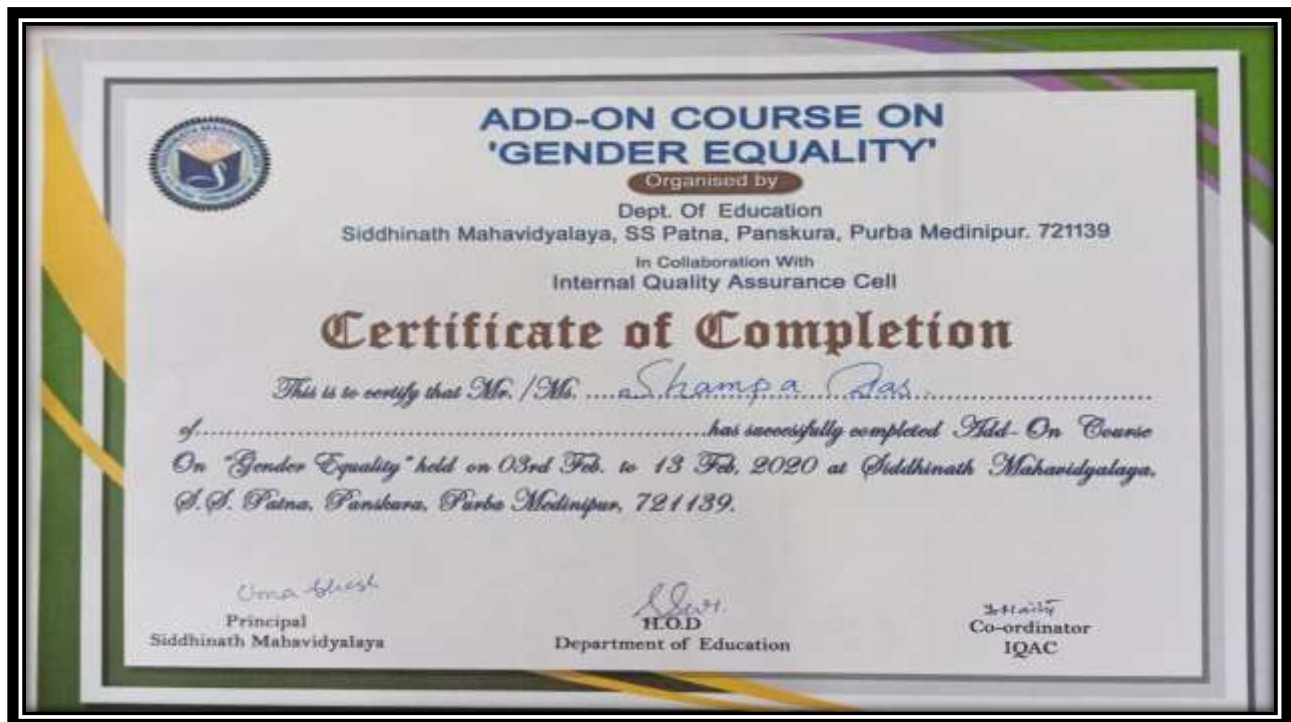 ADD-ON COURSE ON
'GENDER EQUALITY'
Organised by
Dept. Of Education
Siddhinath Mahavidyalaya, SS Patna, Panskura, Purba Medinipur. 721139
In Collaboration With
Internal Quality Assurance Cell
Certificate of Completion
This is to certify that Mr. / Ms. ....Shampa Das..............................
of..............................................................................has successfully completed Add-On Course
On "Gender Equality" held on 03rd Feb. to 13 Feb, 2020 at Siddhinath Mahavidyalaya,
S.S. Patna, Panskura, Purba Medinipur, 721139.
Principal
Siddhinath Mahavidyalaya
H.O.D
Department of Education
Co-ordinator
IQAC